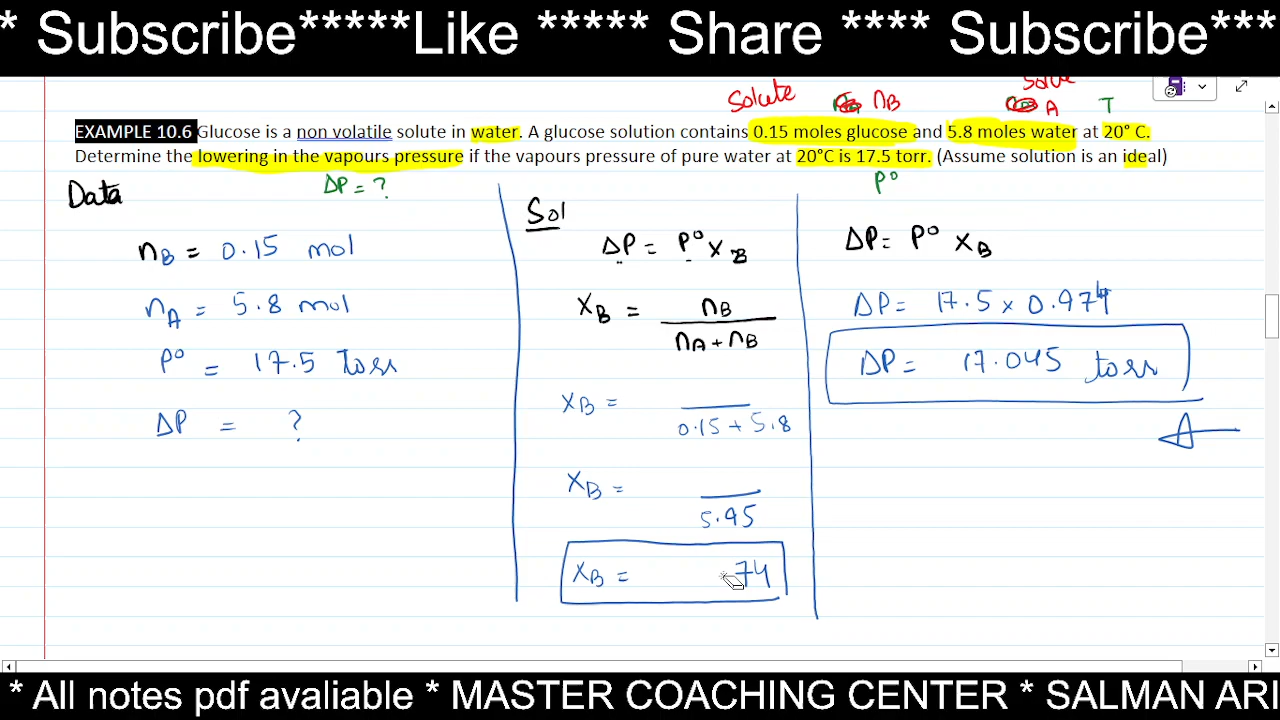 * Subscribe*****Like ***** Share **** Subscribe***
Solute nB A T
EXAMPLE 10.6 Glucose is a non volatile solute in water. A glucose solution contains 0.15 moles glucose and 5.8 moles water at 20° C.
Determine the lowering in the vapours pressure if the vapours pressure of pure water at 20°C is 17.5 torr. (Assume solution is an ideal)
ΔP = ? P°
Data
nB = 0.15 mol
nA = 5.8 mol
P° = 17.5 torr
ΔP = ?
Sol
ΔP = P° XB
XB = nB
nA + nB
XB =
0.15 + 5.8
XB =
5.95
XB = 74
ΔP = P° XB
ΔP = 17.5 x 0.974
ΔP = 17.045 torr
* All notes pdf avaliable * MASTER COACHING CENTER * SALMAN ARI